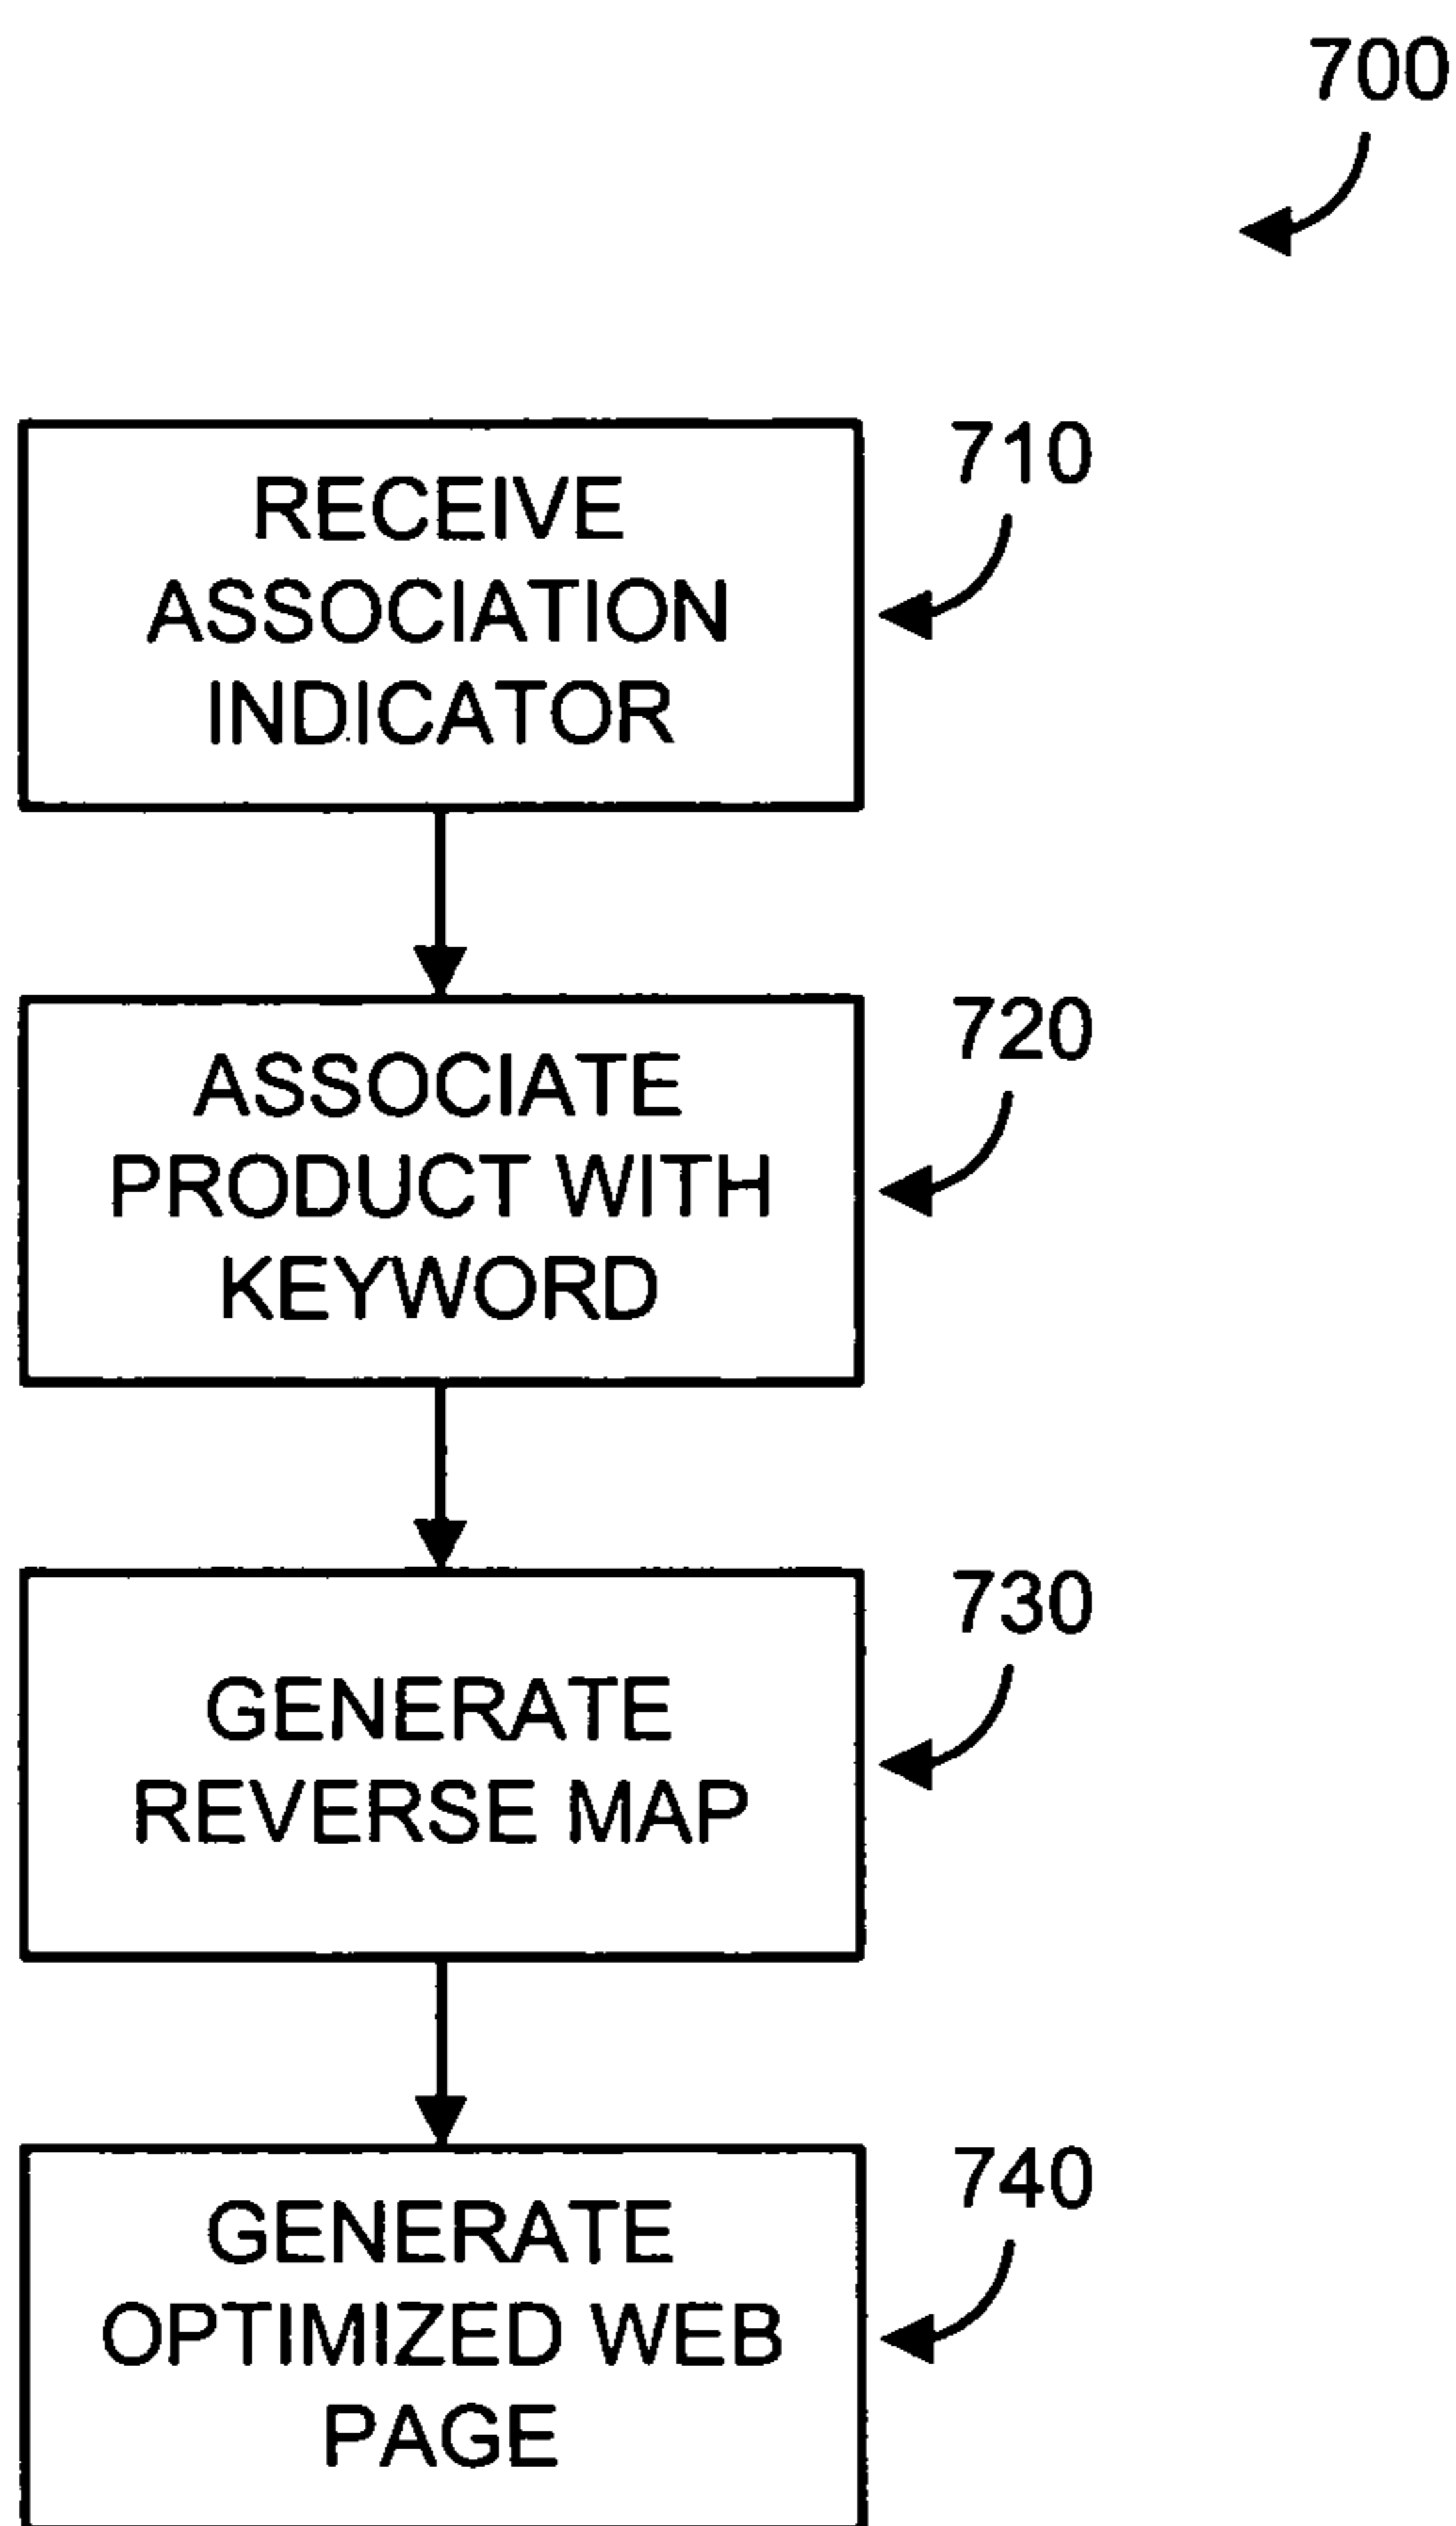 700
710
RECEIVE
ASSOCIATION
INDICATOR
720
ASSOCIATE
PRODUCT WITH
KEYWORD
730
GENERATE
REVERSE MAP
740
GENERATE
OPTIMIZED WEB
PAGE